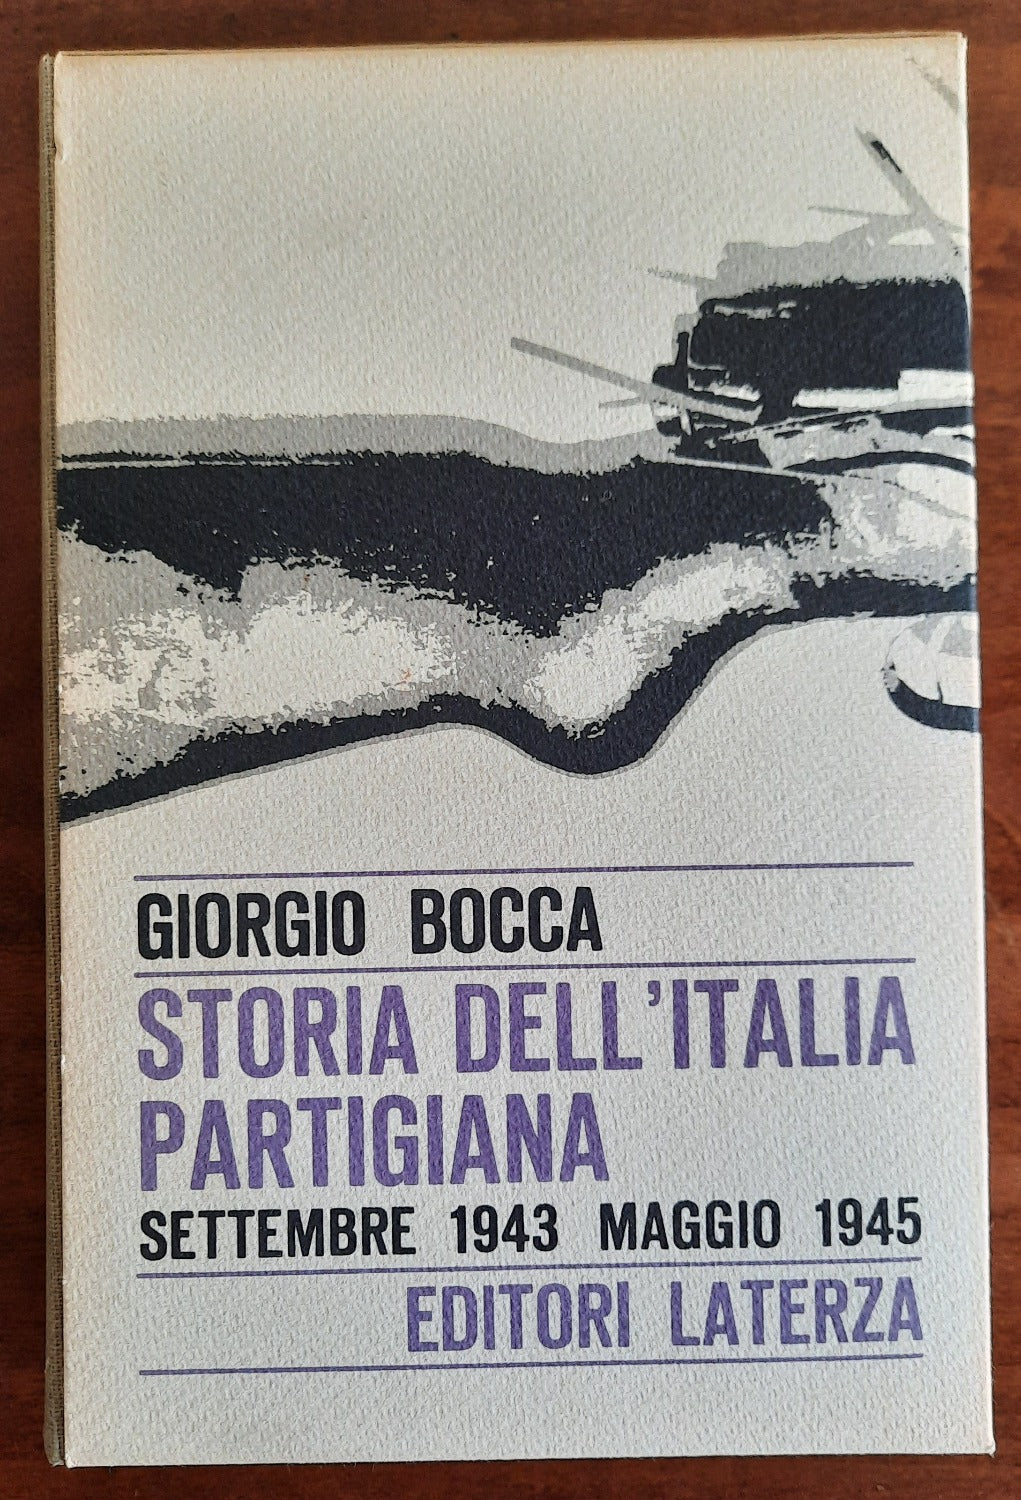 GIORGIO BOCCA
STORIA DELL'ITALIA
PARTIGIANA
SETTEMBRE 1943 MAGGIO 1945
EDITORI LATERZA